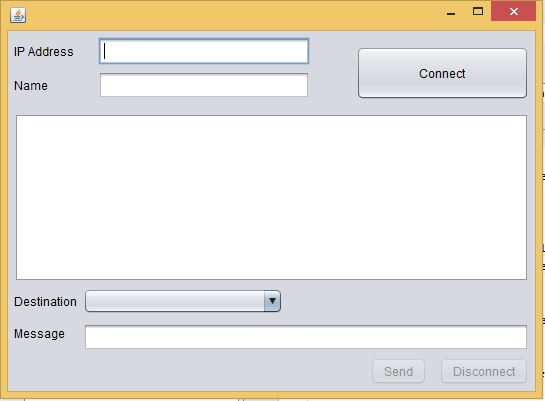 IP Address
Connect
Name
Destination
Message
Send
Disconnect